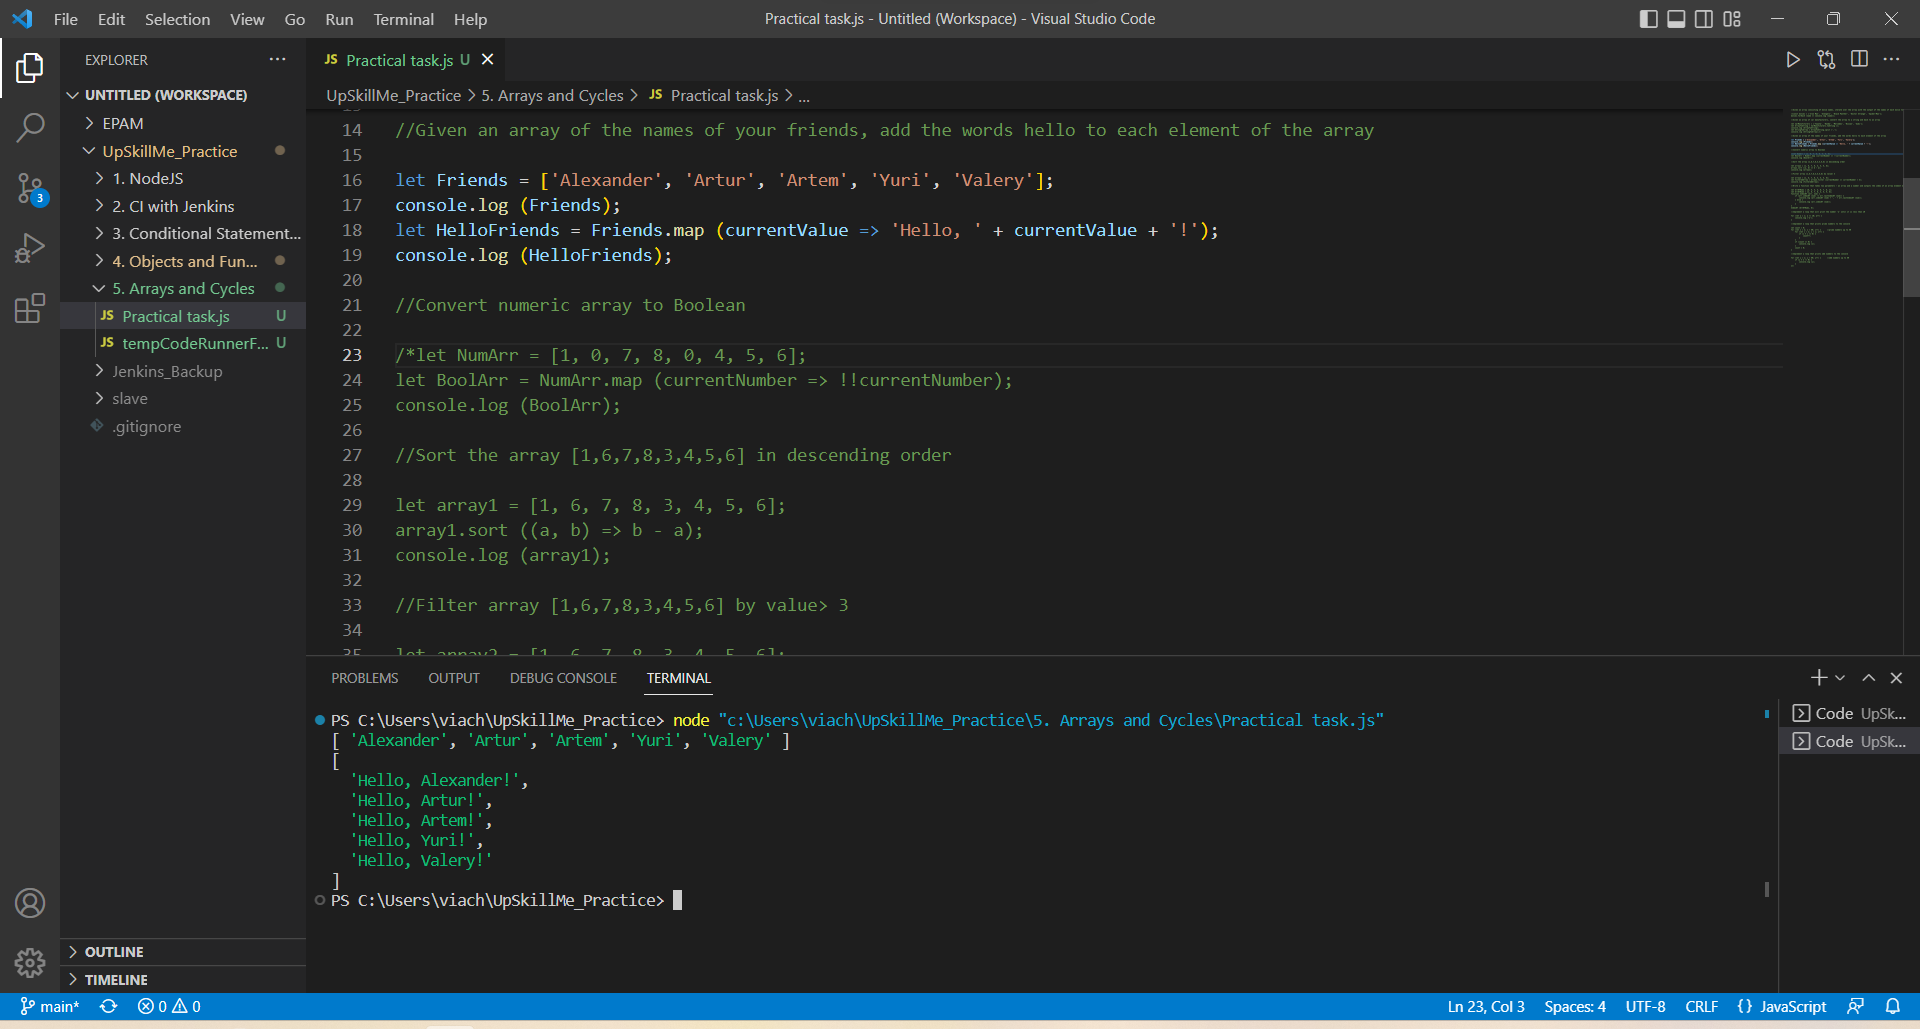 File Edit Selection View Go Run Terminal Help
Practical task.js - Untitled (Workspace) - Visual Studio Code
EXPLORER
UNTITLED (WORKSPACE)
EPAM
UpSkillMe_Practice
1. NodeJS
2. CI with Jenkins
3. Conditional Statement...
4. Objects and Fun...
5. Arrays and Cycles
JS Practical task.js U
JS tempCodeRunnerF... U
Jenkins_Backup
slave
.gitignore
OUTLINE
TIMELINE
3
JS Practical task.js U
UpSkillMe_Practice > 5. Arrays and Cycles > JS Practical task.js > ...
14 //Given an array of the names of your friends, add the words hello to each element of the array
15
16 let Friends = ['Alexander', 'Artur', 'Artem', 'Yuri', 'Valery'];
17 console.log (Friends);
18 let HelloFriends = Friends.map (currentValue => 'Hello, ' + currentValue + '!');
19 console.log (HelloFriends);
20
21 //Convert numeric array to Boolean
22
23 /*let NumArr = [1, 0, 7, 8, 0, 4, 5, 6];
24 let BoolArr = NumArr.map (currentNumber => !!currentNumber);
25 console.log (BoolArr);
26
27 //Sort the array [1,6,7,8,3,4,5,6] in descending order
28
29 let array1 = [1, 6, 7, 8, 3, 4, 5, 6];
30 array1.sort ((a, b) => b - a);
31 console.log (array1);
32
33 //Filter array [1,6,7,8,3,4,5,6] by value> 3
34
35 let array2 = [1, 6, 7, 8, 3, 4, 5, 6];
PROBLEMS OUTPUT DEBUG CONSOLE TERMINAL
PS C:\Users\viach\UpSkillMe_Practice> node "c:\Users\viach\UpSkillMe_Practice\5. Arrays and Cycles\Practical task.js"
[ 'Alexander', 'Artur', 'Artem', 'Yuri', 'Valery' ]
[
'Hello, Alexander!',
'Hello, Artur!',
'Hello, Artem!',
'Hello, Yuri!',
'Hello, Valery!'
]
PS C:\Users\viach\UpSkillMe_Practice>
Code UpSk...
Code UpSk...
main* 0 0
Ln 23, Col 3 Spaces: 4 UTF-8 CRLF {} JavaScript